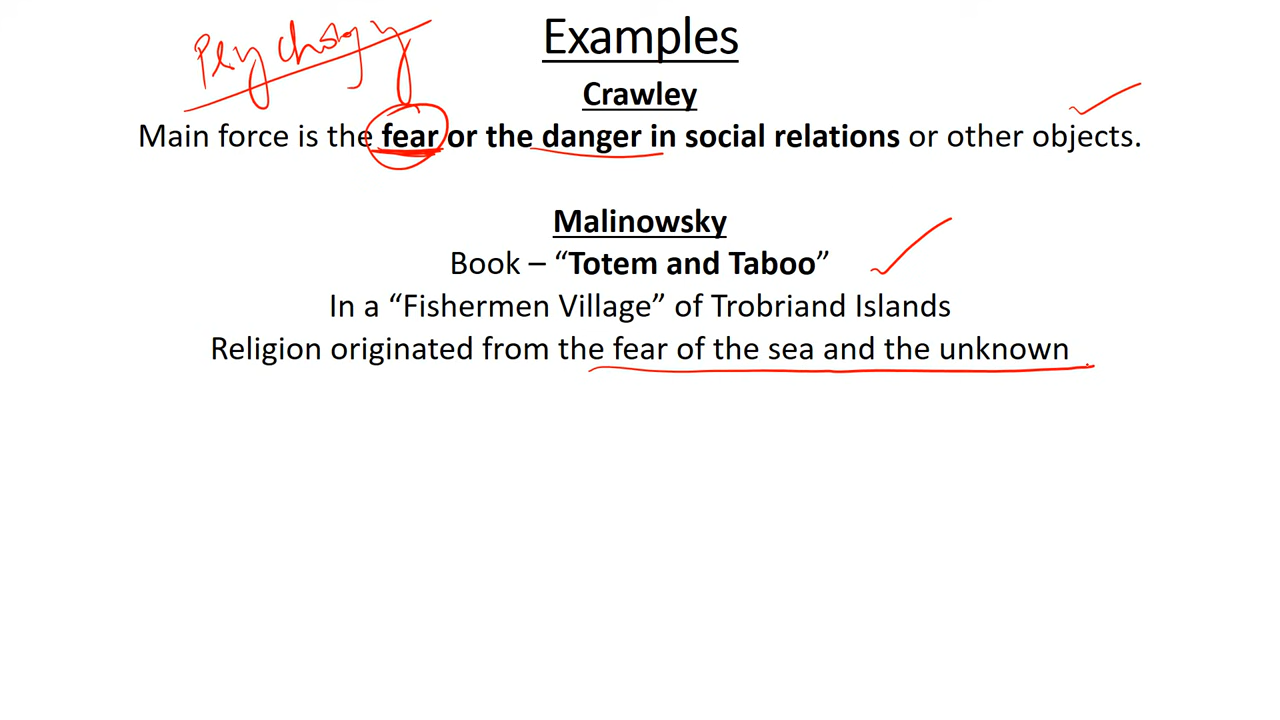 Psychology
Examples
Crawley
Main force is the fear or the danger in social relations or other objects.
Malinowsky
Book – “Totem and Taboo”
In a “Fishermen Village” of Trobriand Islands
Religion originated from the fear of the sea and the unknown